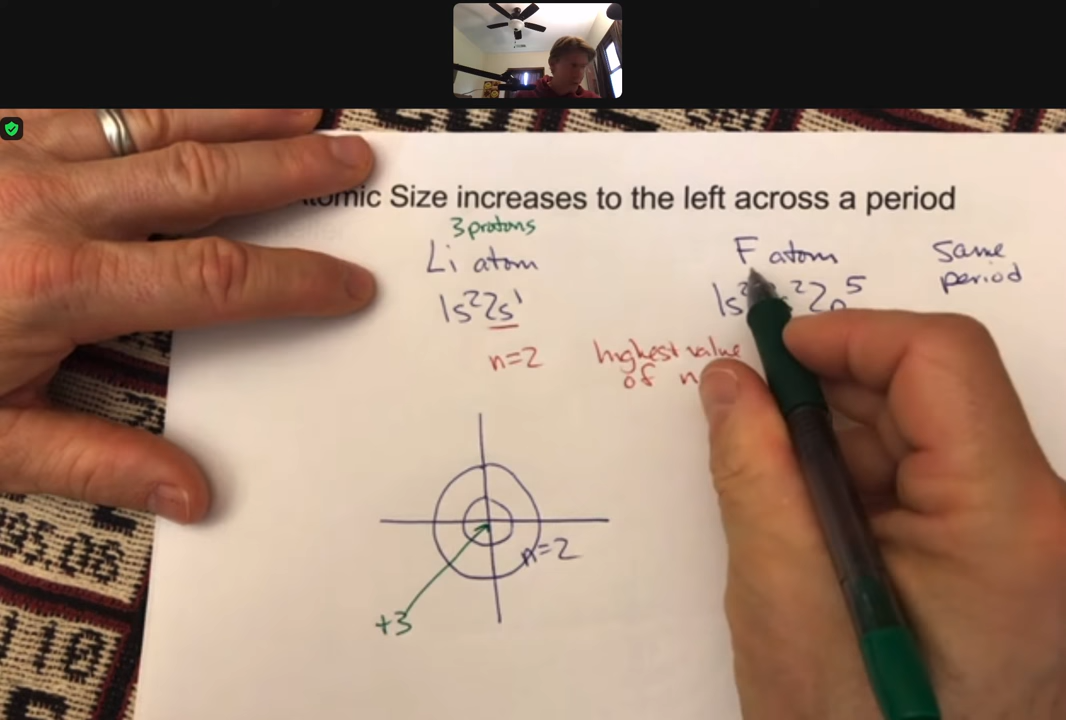 Size increases to the left across a period
3 protons
Li atom
F atom
same
period
1s²2s¹
n=2
highest value
of n
n=2
+3